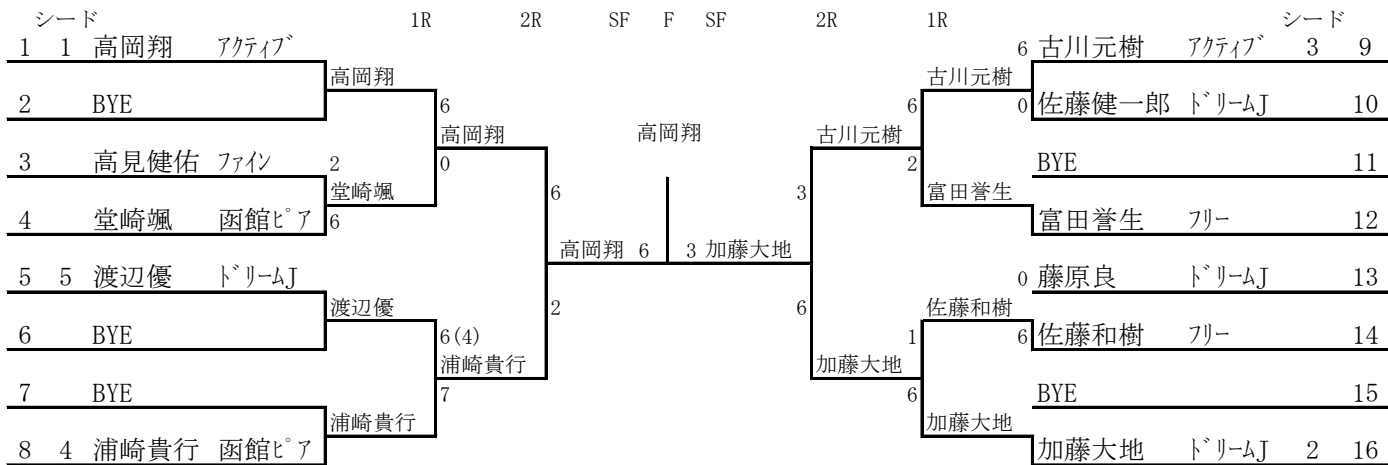 シード 1R 2R SF F SF 2R 1R シード
1 1 高岡翔 アクティブ 6 古川元樹 アクティブ 3 9
高岡翔 古川元樹
2 BYE 6 6 0 佐藤健一郎 ドリームJ 10
高岡翔 高岡翔 古川元樹
3 高見健佑 ファイン 2 0 2 BYE 11
堂崎颯 6 3 富田誉生
4 堂崎颯 函館ピア 6 富田誉生 フリー 12
高岡翔 6 3 加藤大地
5 5 渡辺優 ドリームJ 0 藤原良 ドリームJ 13
渡辺優 2 6 佐藤和樹
6 BYE 6(4) 1 6 佐藤和樹 フリー 14
浦崎貴行 加藤大地
7 BYE 7 6 BYE 15
浦崎貴行 加藤大地
8 4 浦崎貴行 函館ピア 加藤大地 ドリームJ 2 16